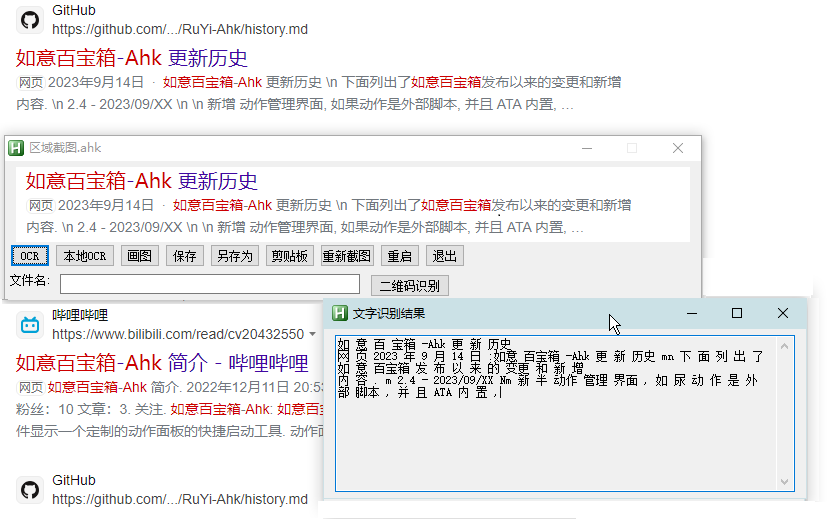 GitHub
https://github.com/.../RuYi-Ahk/history.md
如意百宝箱-Ahk 更新历史
网页 2023年9月14日 · 如意百宝箱-Ahk 更新历史 \n 下面列出了如意百宝箱发布以来的变更和新增
内容. \n 2.4 - 2023/09/XX \n \n 新增 动作管理界面, 如果动作是外部脚本, 并且 ATA 内置, …
区域截图.ahk
如意百宝箱-Ahk 更新历史
网页 2023年9月14日 · 如意百宝箱-Ahk 更新历史 \n 下面列出了如意百宝箱发布以来的变更和新增
内容. \n 2.4 - 2023/09/XX \n \n 新增 动作管理界面, 如果动作是外部脚本, 并且 ATA 内置, …
OCR 本地OCR 画图 保存 另存为 剪贴板 重新截图 重启 退出
文件名: 二维码识别
哔哩哔哩
https://www.bilibili.com/read/cv20432550
如意百宝箱-Ahk 简介 - 哔哩哔哩
网页 如意百宝箱-Ahk 简介. 2022年12月11日 20:5
粉丝：10 文章：3. 关注. 如意百宝箱-Ahk: 如意百
件显示一个定制的动作面板的快捷启动工具. 动作面
文字识别结果
如 意 百 宝 箱 -Ahk 更 新 历 史
网 页 2023 年 9 月 14 日 :如意 百宝箱 -Ahk 更 新 历史 mn 下 面 列 出 了
如意 百宝箱 发 布 以 来 的 变更 和 新 增
内 容 . m 2.4 - 2023/09/XX Nm 新 半 动作 管理 界面 , 如 尿 动 作 是 外
部 脚本 , 并 且 ATA 内 置 ,
GitHub
https://github.com/.../RuYi-Ahk/history.md